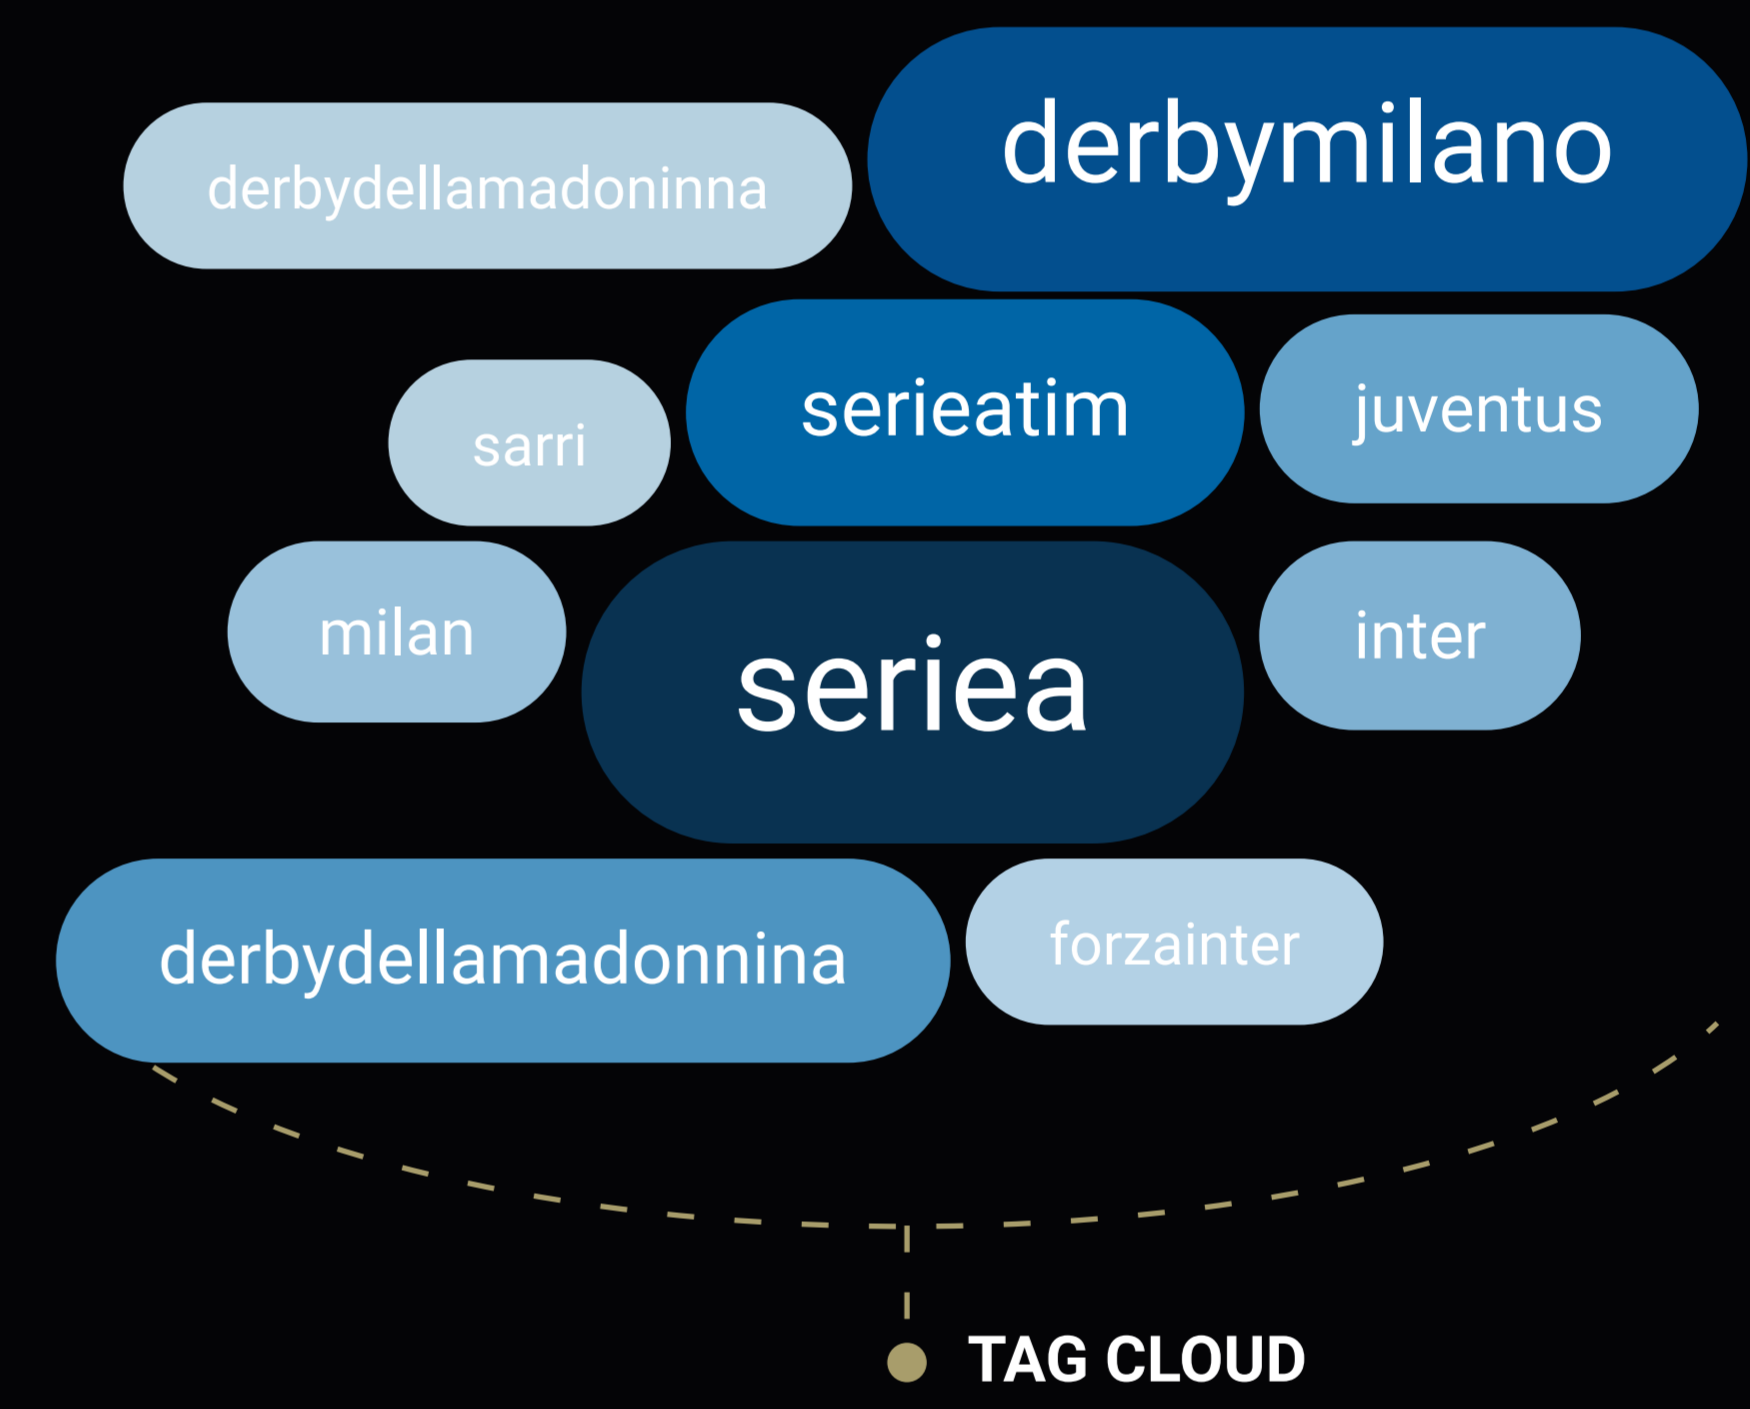 derbymilano
derbydellamadoninna
serieatim
juventus
sarri
milan
seriea
inter
derbydellamadonnina
forzainter
TAG CLOUD